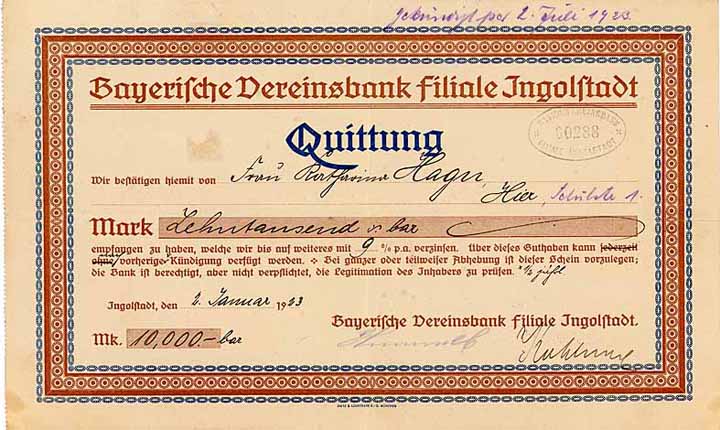 gekündigt per 2. Juli 1923.
Bayerische Vereinsbank Filiale Ingolstadt
00288
Quittung
Wir bestätigen hiemit von Frau Katharina Hager, Hier, Schulstr 1.
Mark Zehntausend bar
empfangen zu haben, welche wir bis auf weiteres mit 9 % p.a. verzinsen. Über dieses Guthaben kann jederzeit
ohne vorherige Kündigung verfügt werden. Bei ganzer oder teilweiser Abhebung ist dieser Schein vorzulegen;
die Bank ist berechtigt, aber nicht verpflichtet, die Legitimation des Inhabers zu prüfen.
Ingolstadt, den 2. Januar 1923
Bayerische Vereinsbank Filiale Ingolstadt.
Mk. 10,000.- bar